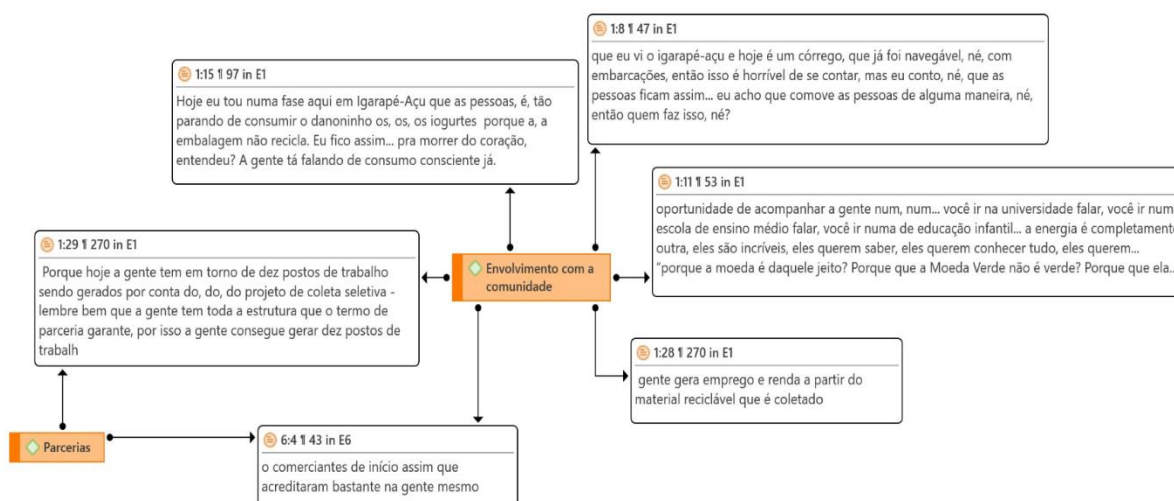 1:8 ¶ 47 in E1
que eu vi o igarapé-açu e hoje é um córrego, que já foi navegável, né, com
embarcações, então isso é horrível de se contar, mas eu conto, né, que as
pessoas ficam assim... eu acho que comove as pessoas de alguma maneira, né,
então quem faz isso, né?
1:15 ¶ 97 in E1
Hoje eu tou numa fase aqui em Igarapé-Açu que as pessoas, é, tão
parando de consumir o danoninho os, os, os iogurtes porque a, a
embalagem não recicla. Eu fico assim... pra morrer do coração,
entendeu? A gente tá falando de consumo consciente já.
1:11 ¶ 53 in E1
oportunidade de acompanhar a gente num, num... você ir na universidade falar, você ir num
escola de ensino médio falar, você ir numa de educação infantil... a energia é completament
outra, eles são incríveis, eles querem saber, eles querem conhecer tudo, eles querem...
"porque a moeda é daquele jeito? Porque que a Moeda Verde não é verde? Porque que ela...
1:29 ¶ 270 in E1
Porque hoje a gente tem em torno de dez postos de trabalho
sendo gerados por conta do, do, do projeto de coleta seletiva -
lembre bem que a gente tem toda a estrutura que o termo de
parceria garante, por isso a gente consegue gerar dez postos de
trabalh
Envolvimento com a
comunidade
1:28 ¶ 270 in E1
gente gera emprego e renda a partir do
material reciclável que é coletado
Parcerias
6:4 ¶ 43 in E6
o comerciantes de início assim que
acreditaram bastante na gente mesmo